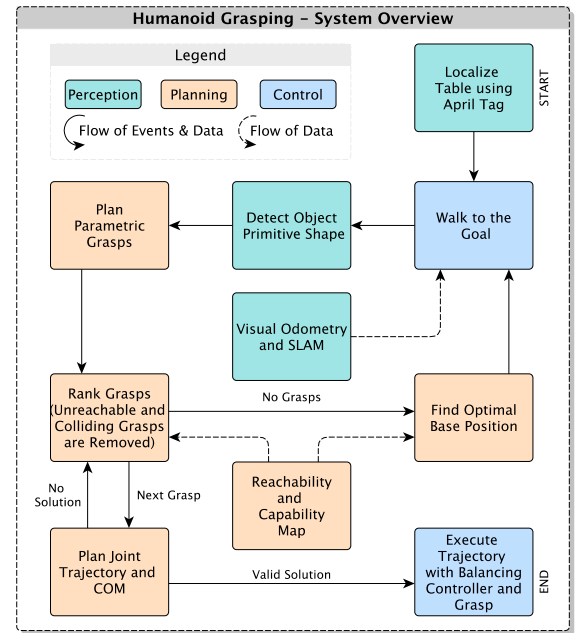 Humanoid Grasping – System Overview
Legend
Perception
Planning
Control
Flow of Events & Data
Flow of Data
Localize
Table using
April Tag
START
Plan
Parametric
Grasps
Detect Object
Primitive Shape
Walk to the
Goal
Visual Odometry
and SLAM
Rank Grasps
(Unreachable and
Colliding Grasps
are Removed)
No Grasps
Find Optimal
Base Position
Reachability
and
Capability
Map
No
Solution
Next Grasp
Plan Joint
Trajectory and
COM
Valid Solution
Execute
Trajectory
with Balancing
Controller and
Grasp
END